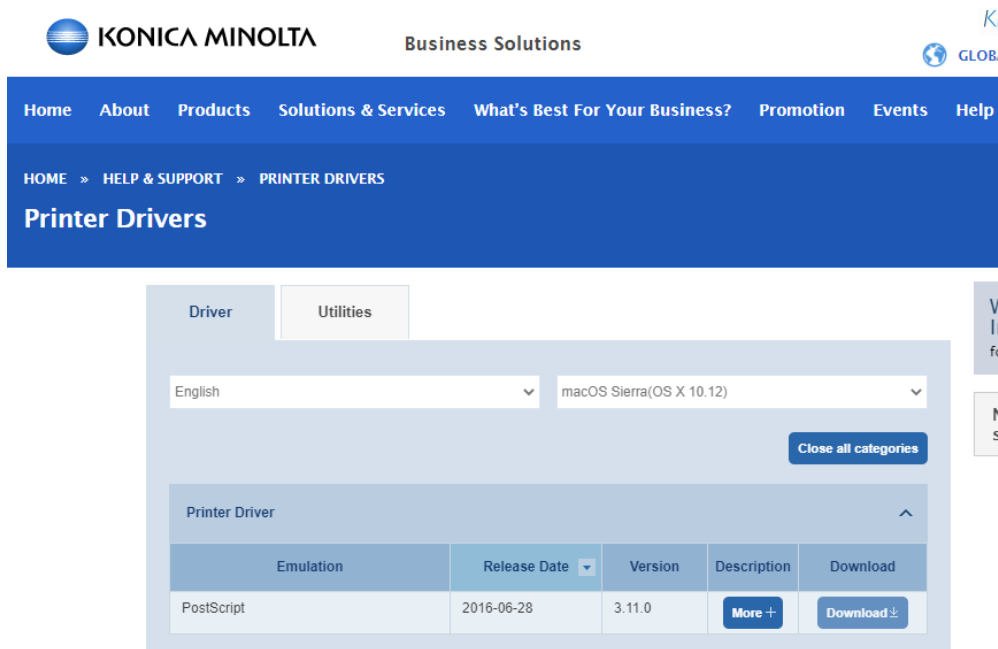 KONICA MINOLTA
Business Solutions
Home About Products Solutions & Services What's Best For Your Business? Promotion Events Help
HOME » HELP & SUPPORT » PRINTER DRIVERS
Printer Drivers
Driver Utilities
English macOS Sierra(OS X 10.12)
Close all categories
Printer Driver
Emulation Release Date Version Description Download
PostScript 2016-06-28 3.11.0 More + Download